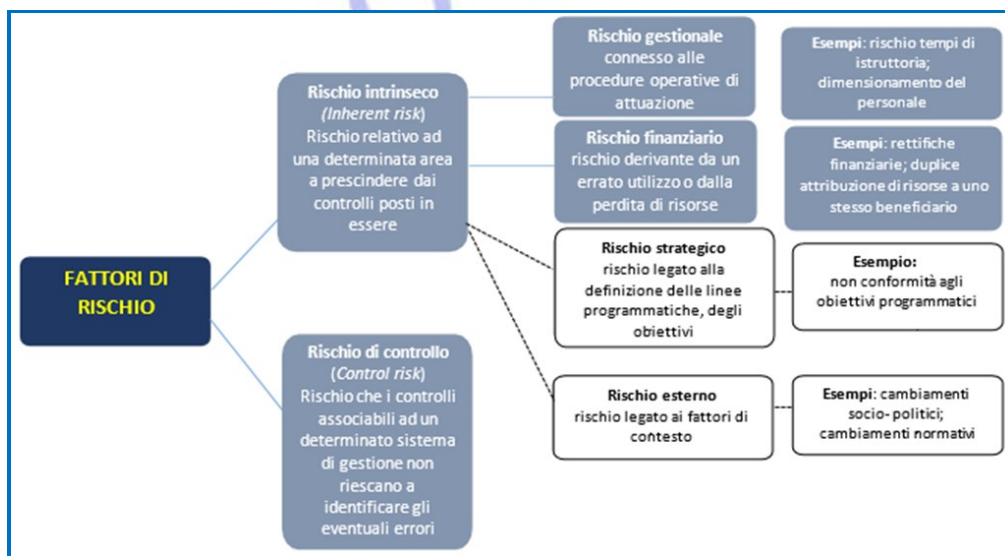 FATTORI DI
RISCHIO
Rischio intrinseco
(Inherent risk)
Rischio relativo ad
una determinata area
a prescindere dai
controlli posti in
essere
Rischio di controllo
(Control risk)
Rischio che i controlli
associabili ad un
determinato sistema
di gestione non
riescano a
identificare gli
eventuali errori
Rischio gestionale
connesso alle
procedure operative di
attuazione
Esempi: rischio tempi di
istruttoria;
dimensionamento del
personale
Rischio finanziario
rischio derivante da un
errato utilizzo o dalla
perdita di risorse
Esempi: rettifiche
finanziarie; duplice
attribuzione di risorse a uno
stesso beneficiario
Rischio strategico
rischio legato alla
definizione delle linee
programmatiche, degli
obiettivi
Esempio:
non conformità agli
obiettivi programmatici
Rischio esterno
rischio legato ai fattori di
contesto
Esempi: cambiamenti
socio- politici;
cambiamenti normativi